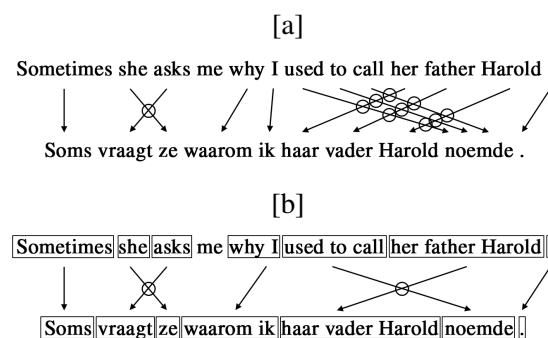 [a]
Sometimes she asks me why I used to call her father Harold
Soms vraagt ze waarom ik haar vader Harold noemde .
[b]
Sometimes she asks me why I used to call her father Harold
Soms vraagt ze waarom ik haar vader Harold noemde .